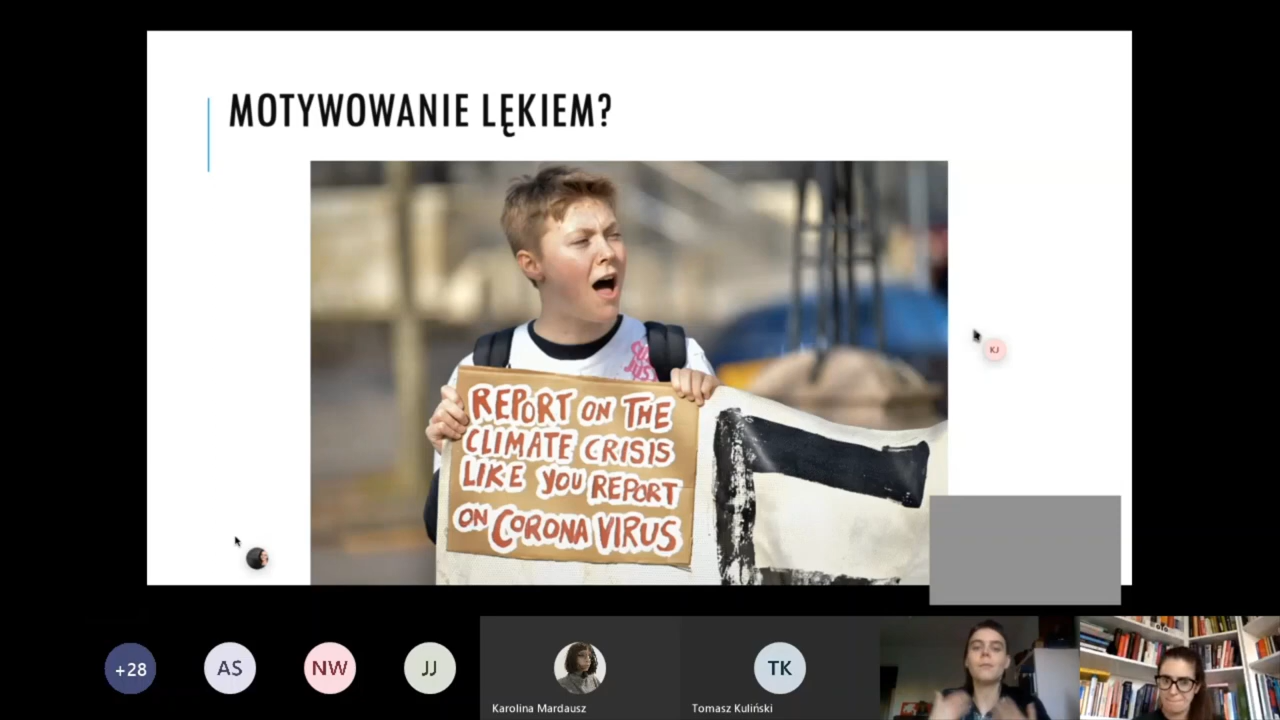 MOTYWOWANIE LĘKIEM?
REPORT ON THE
CLIMATE CRISIS
LIKE YOU REPORT
ON CORONA VIRUS
KJ
+28
AS
NW
JJ
TK
Karolina Mardausz
Tomasz Kuliński